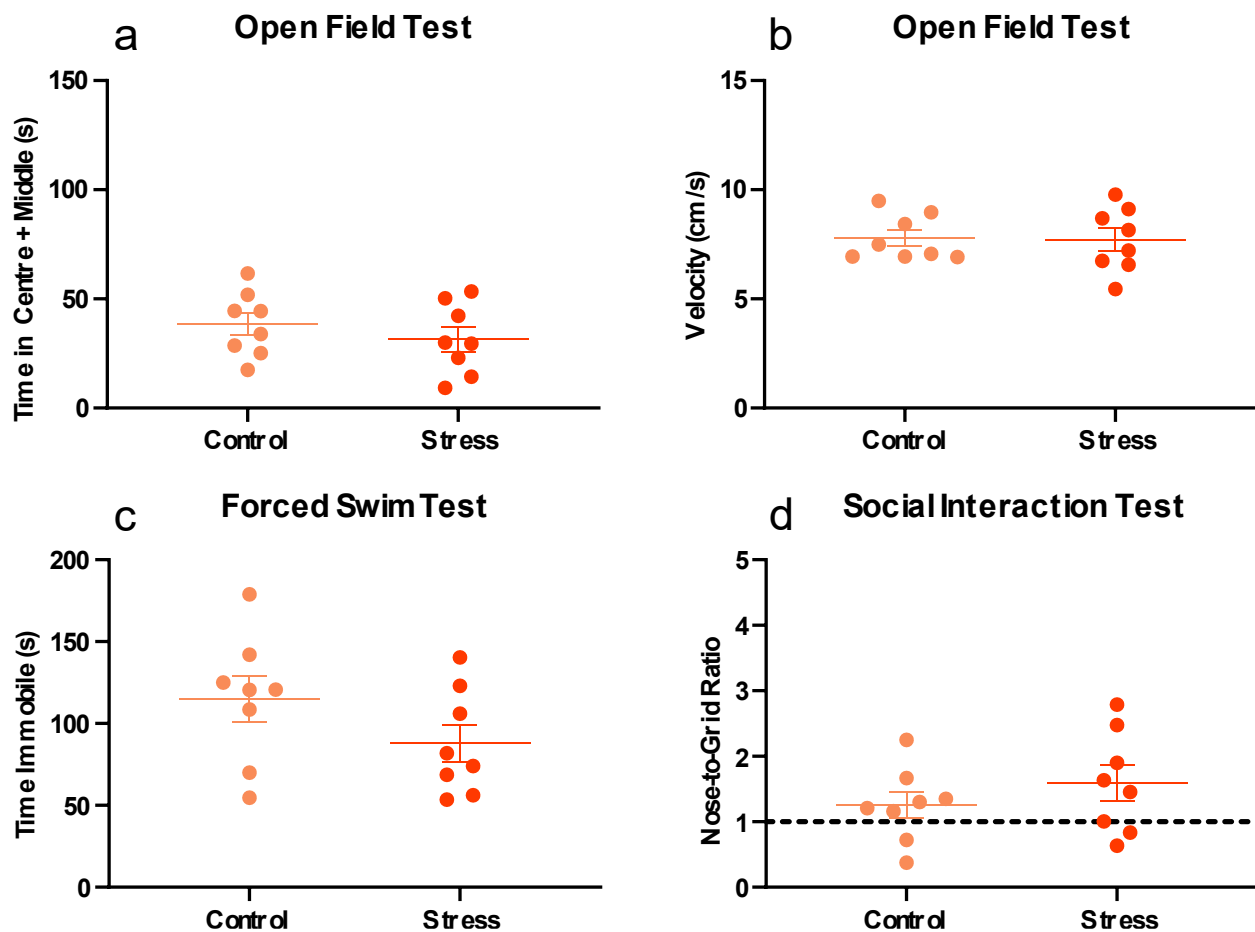 a
Open Field Test
Time in Centre + Middle (s)
150
100
50
0
Control
Stress
b
Open Field Test
Velocity (cm/s)
15
10
5
0
Control
Stress
c
Forced Swim Test
Time Immobile (s)
200
150
100
50
0
Control
Stress
d
Social Interaction Test
Nose-to-Grid Ratio
5
4
3
2
1
0
Control
Stress